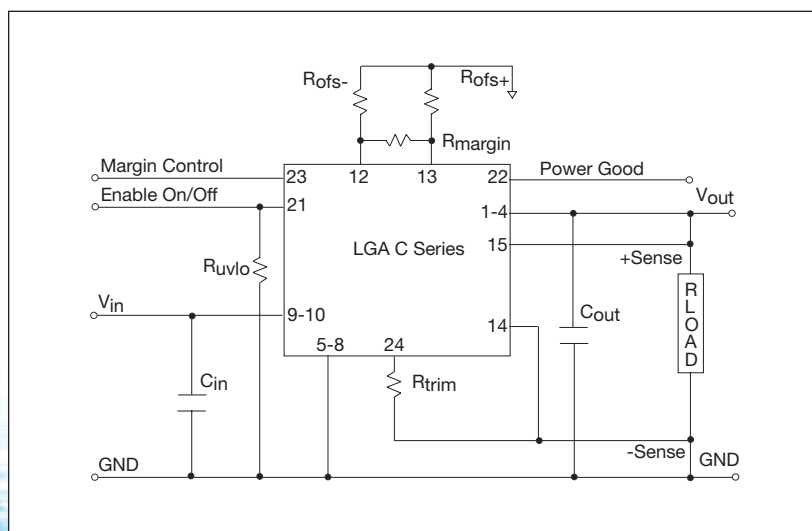 Rofs-
Rofs+
Rmargin
Margin Control
23
12
13
22
Power Good
Enable On/Off
21
1-4
Vout
LGA C Series
15
+Sense
Ruvlo
Vin
9-10
14
Cout
RLOAD
5-8
24
Cin
Rtrim
GND
-Sense
GND